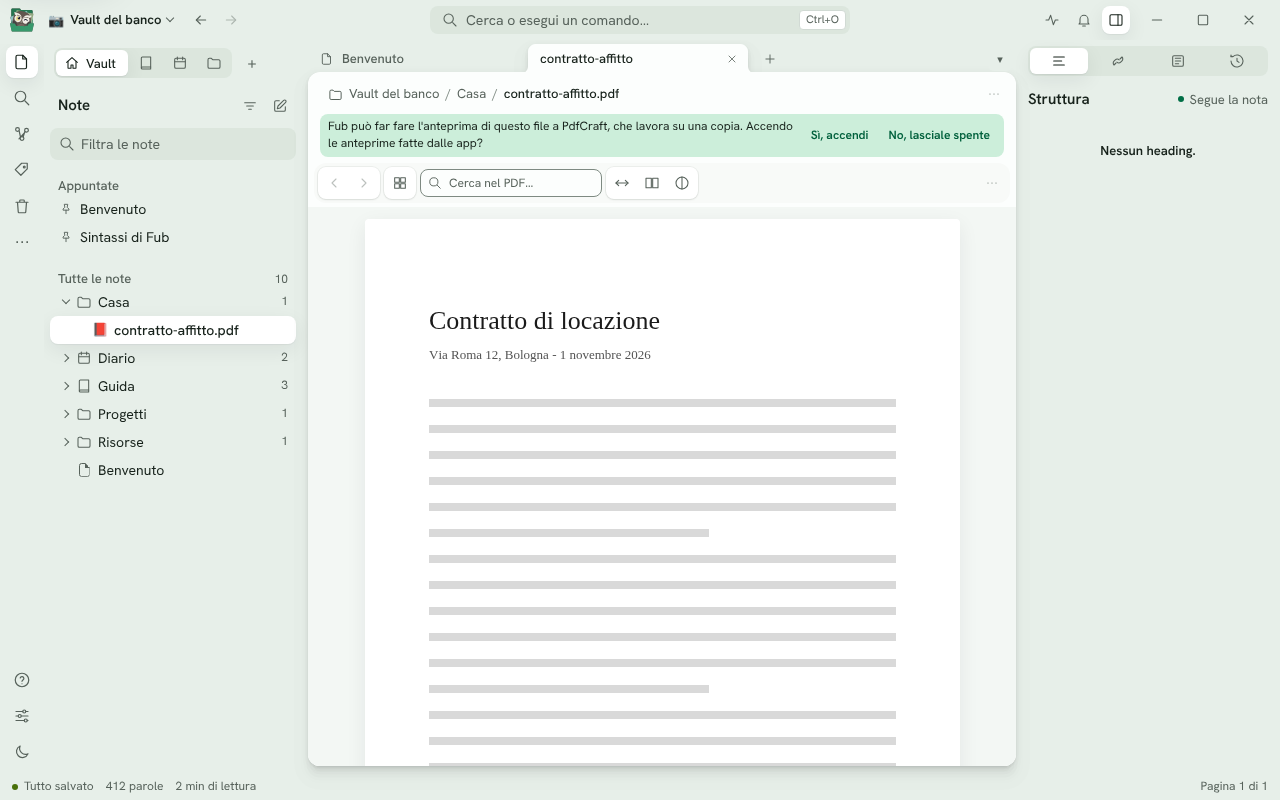 Vault del banco
Cerca o esegui un comando...
Ctrl+O
Vault
Note
Filtra le note
Appuntate
Benvenuto
Sintassi di Fub
Tutte le note
10
Casa
1
contratto-affitto.pdf
Diario
2
Guida
3
Progetti
1
Risorse
1
Benvenuto
Benvenuto
contratto-affitto
Vault del banco / Casa / contratto-affitto.pdf
Fub può far fare l'anteprima di questo file a PdfCraft, che lavora su una copia. Accendo
le anteprime fatte dalle app?
Sì, accendi
No, lasciale spente
Cerca nel PDF...
Contratto di locazione
Via Roma 12, Bologna - 1 novembre 2026
Struttura
Segue la nota
Nessun heading.
Tutto salvato
412 parole
2 min di lettura
Pagina 1 di 1